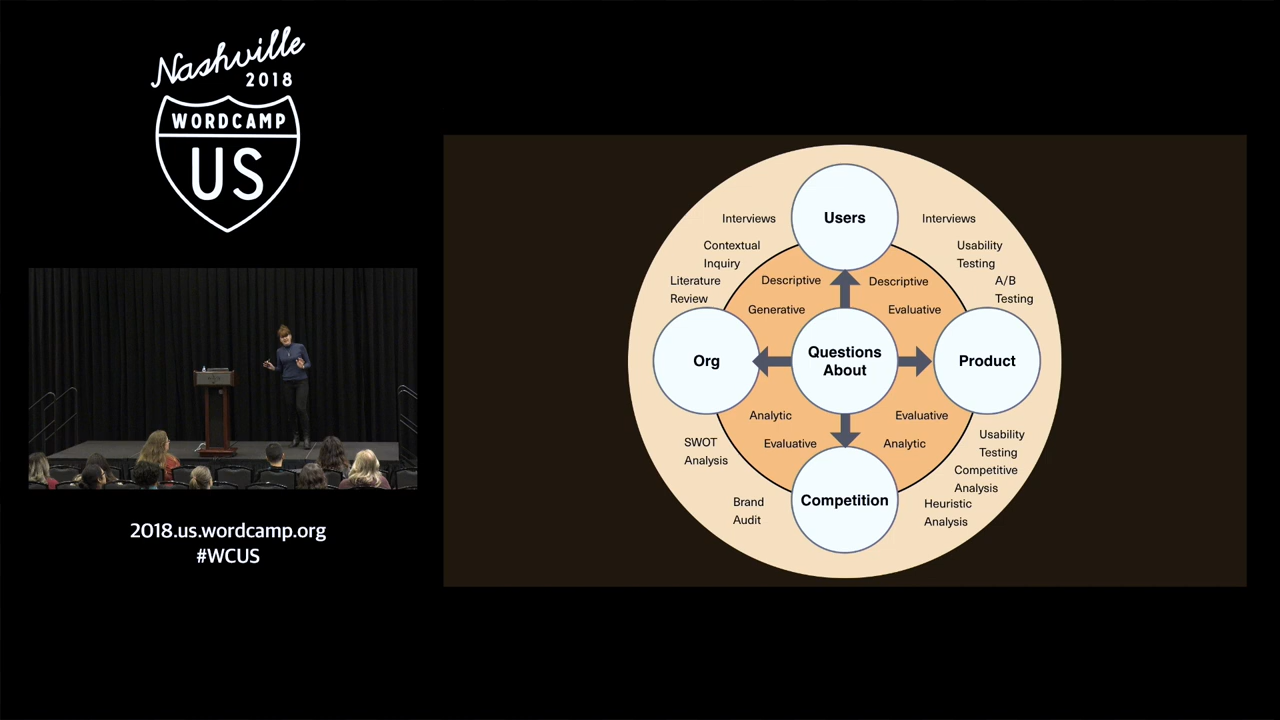 Nashville
2018
WORDCAMP
US
2018.us.wordcamp.org
#WCUS
Users
Interviews
Contextual
Inquiry
Literature
Review
Interviews
Usability
Testing
A/B
Testing
Descriptive
Generative
Descriptive
Evaluative
Org
Questions
About
Product
Analytic
Evaluative
Evaluative
Analytic
SWOT
Analysis
Brand
Audit
Usability
Testing
Competitive
Analysis
Heuristic
Analysis
Competition